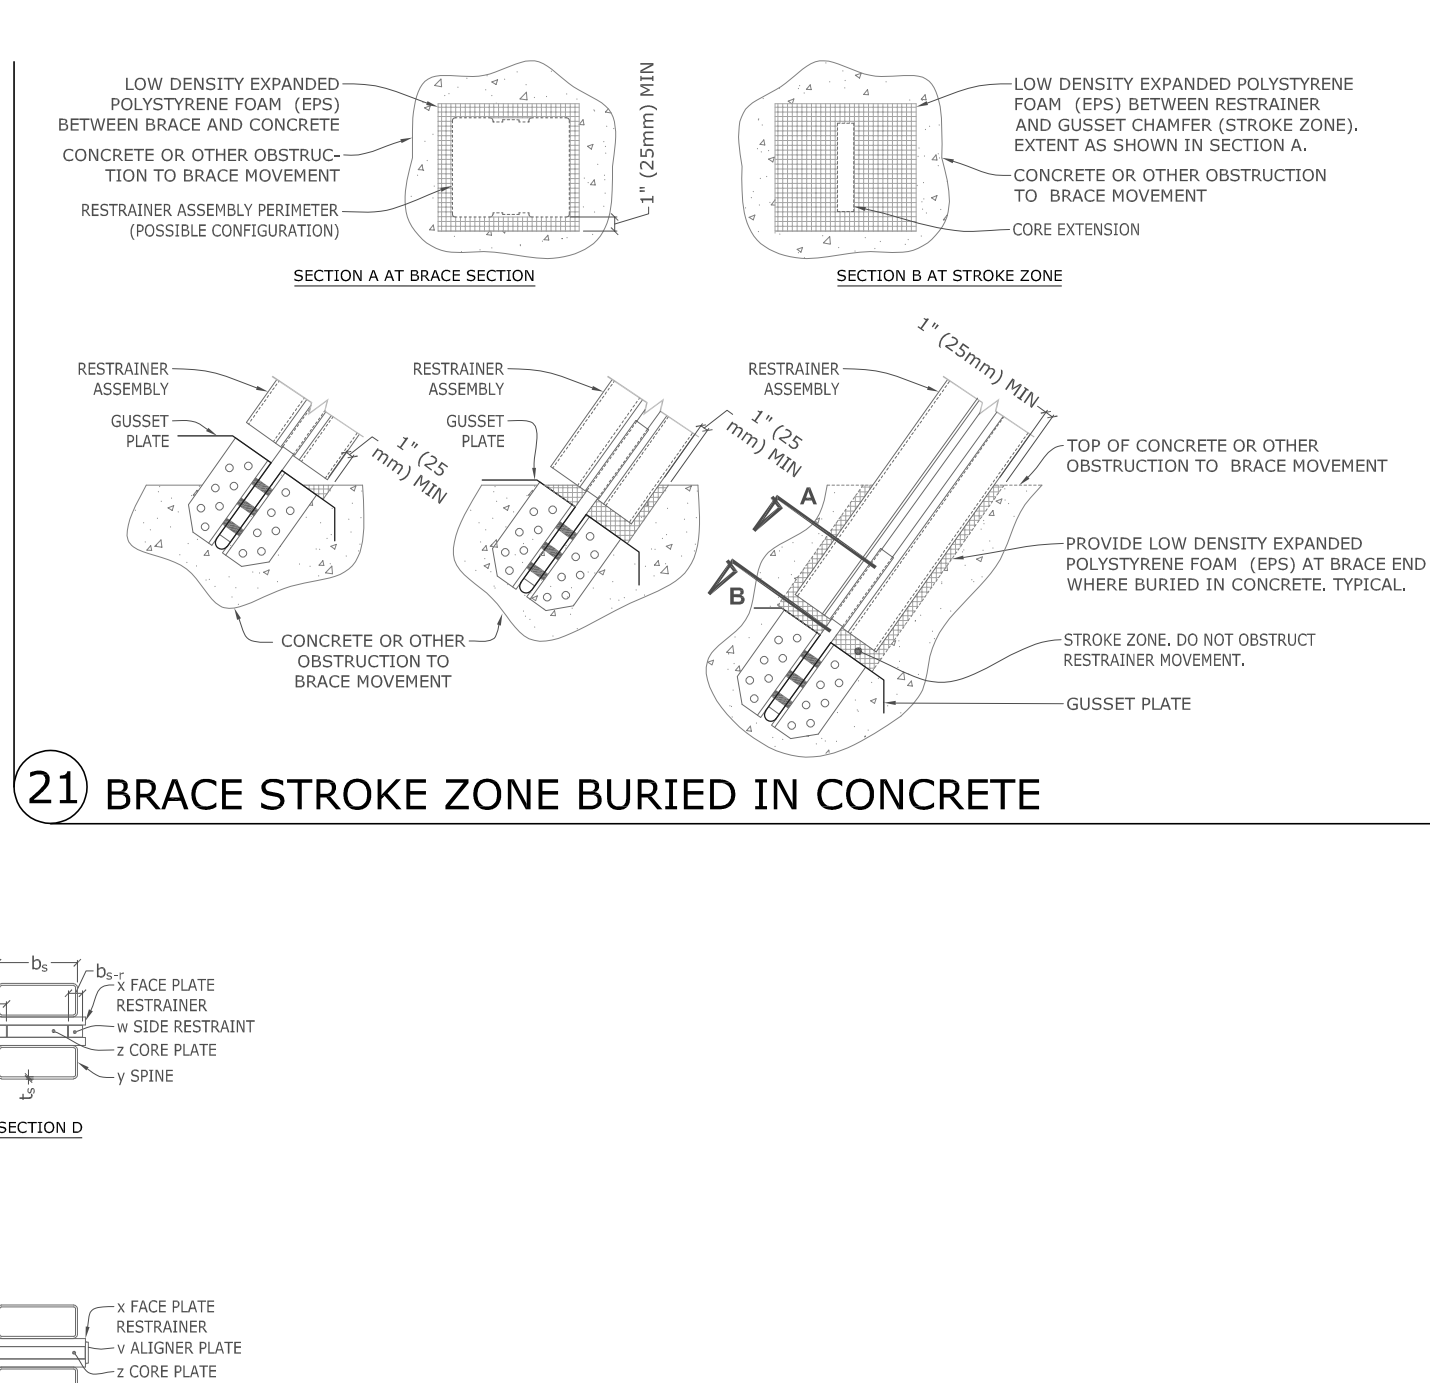 LOW DENSITY EXPANDED
POLYSTYRENE FOAM (EPS)
BETWEEN BRACE AND CONCRETE
CONCRETE OR OTHER OBSTRUC-
TION TO BRACE MOVEMENT
RESTRAINER ASSEMBLY PERIMETER
(POSSIBLE CONFIGURATION)
1" (25mm) MIN
SECTION A AT BRACE SECTION
LOW DENSITY EXPANDED POLYSTYRENE
FOAM (EPS) BETWEEN RESTRAINER
AND GUSSET CHAMFER (STROKE ZONE).
EXTENT AS SHOWN IN SECTION A.
CONCRETE OR OTHER OBSTRUCTION
TO BRACE MOVEMENT
CORE EXTENSION
SECTION B AT STROKE ZONE
RESTRAINER
ASSEMBLY
GUSSET
PLATE
1" (25
mm) MIN
RESTRAINER
ASSEMBLY
GUSSET
PLATE
1" (25
mm) MIN
CONCRETE OR OTHER
OBSTRUCTION TO
BRACE MOVEMENT
RESTRAINER
ASSEMBLY
1" (25mm) MIN
A
B
TOP OF CONCRETE OR OTHER
OBSTRUCTION TO BRACE MOVEMENT
PROVIDE LOW DENSITY EXPANDED
POLYSTYRENE FOAM (EPS) AT BRACE END
WHERE BURIED IN CONCRETE. TYPICAL.
STROKE ZONE. DO NOT OBSTRUCT
RESTRAINER MOVEMENT.
GUSSET PLATE
21 BRACE STROKE ZONE BURIED IN CONCRETE
bs
bs-r
x FACE PLATE
RESTRAINER
w SIDE RESTRAINT
z CORE PLATE
y SPINE
ts
SECTION D
x FACE PLATE
RESTRAINER
v ALIGNER PLATE
z CORE PLATE